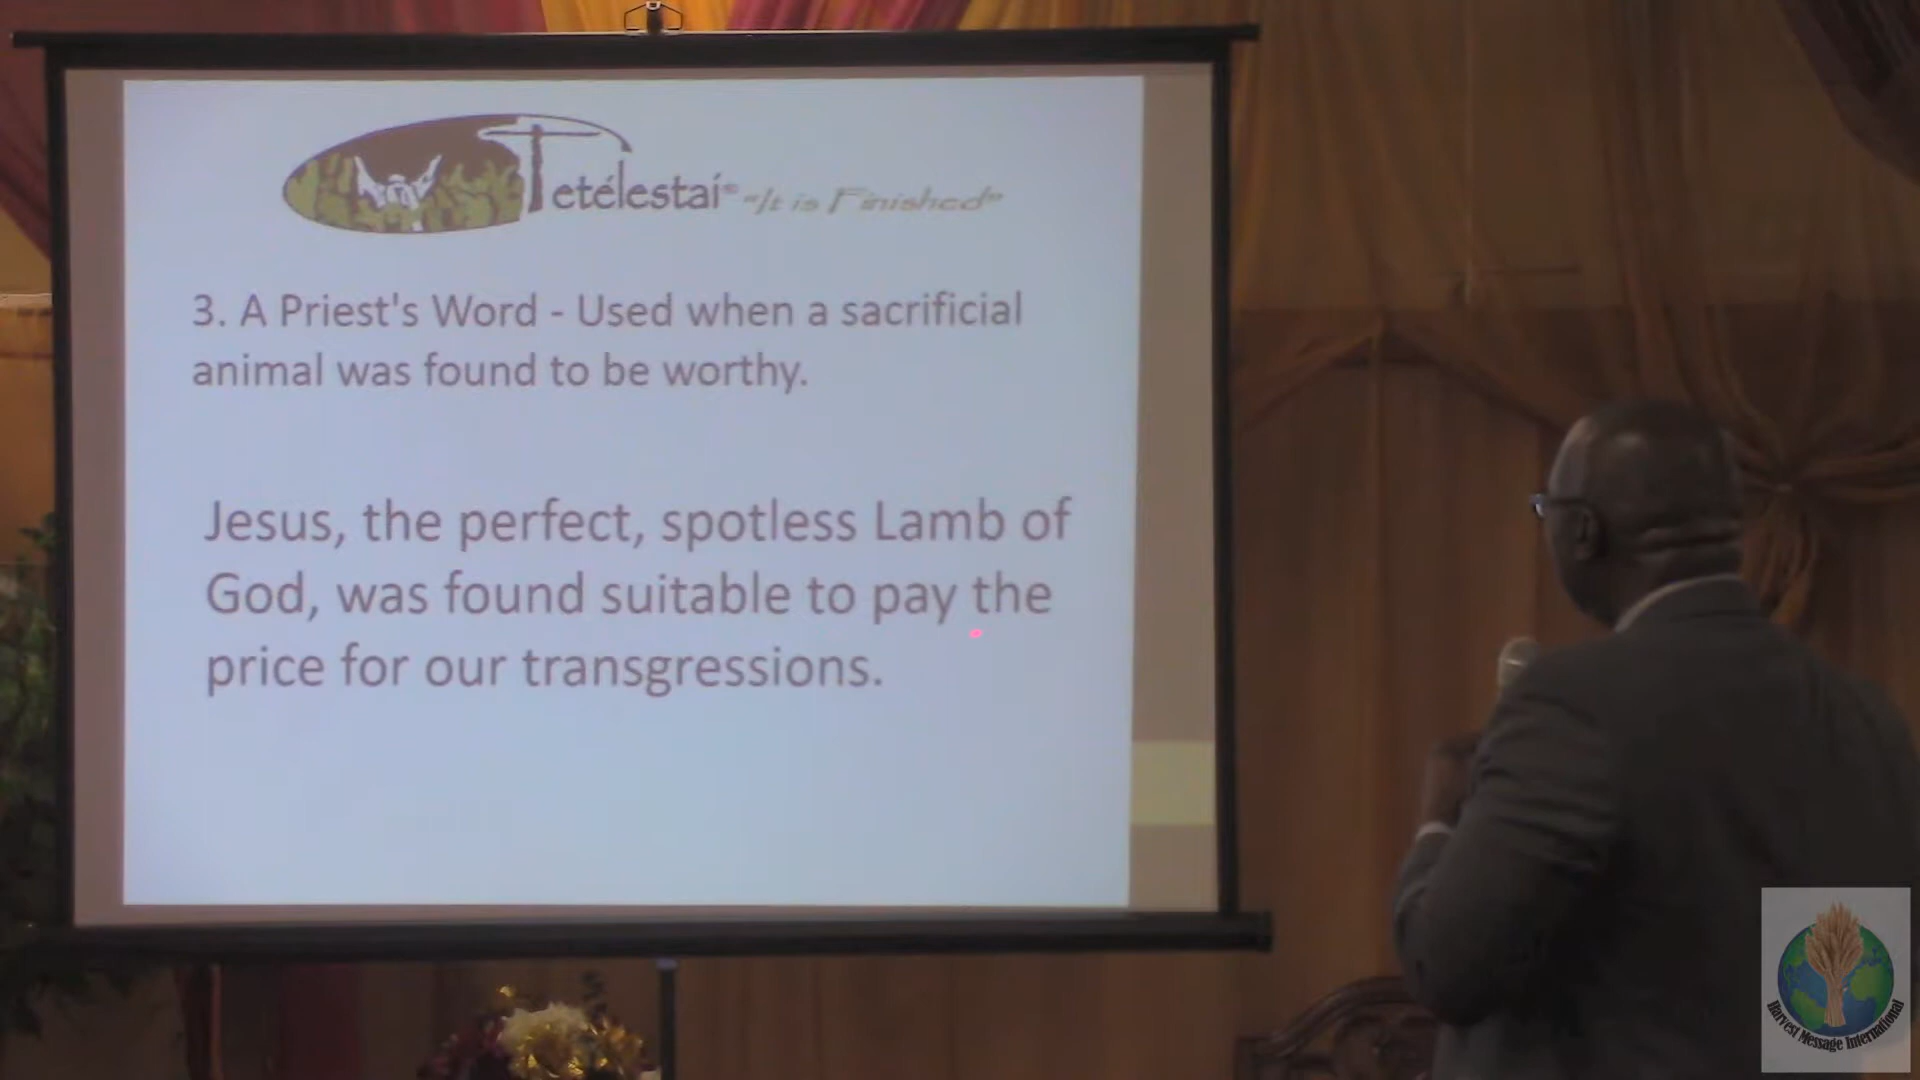 Tetélestaí® "It is Finished"
3. A Priest's Word - Used when a sacrificial
animal was found to be worthy.
Jesus, the perfect, spotless Lamb of
God, was found suitable to pay the
price for our transgressions.
Harvest Message International